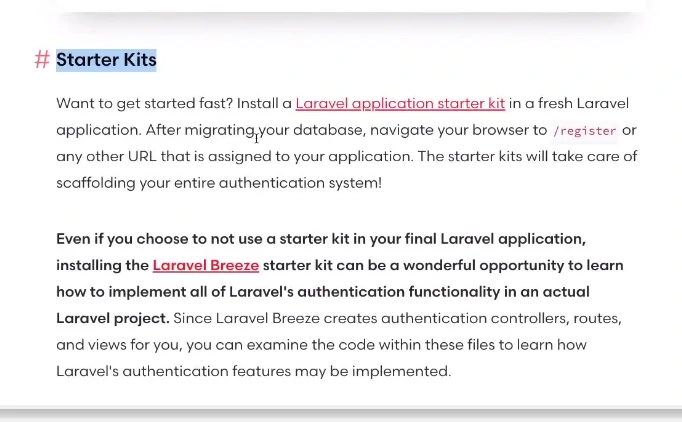 # Starter Kits
Want to get started fast? Install a Laravel application starter kit in a fresh Laravel
application. After migrating your database, navigate your browser to /register or
any other URL that is assigned to your application. The starter kits will take care of
scaffolding your entire authentication system!
Even if you choose to not use a starter kit in your final Laravel application,
installing the Laravel Breeze starter kit can be a wonderful opportunity to learn
how to implement all of Laravel's authentication functionality in an actual
Laravel project. Since Laravel Breeze creates authentication controllers, routes,
and views for you, you can examine the code within these files to learn how
Laravel's authentication features may be implemented.